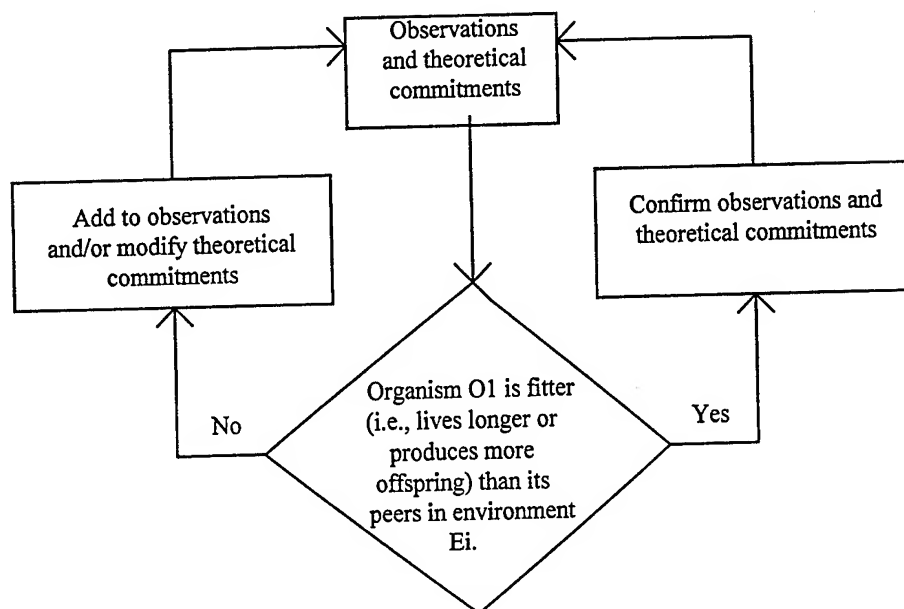 Observations
and theoretical
commitments
Add to observations
and/or modify theoretical
commitments
Confirm observations and
theoretical commitments
No
Yes
Organism O1 is fitter
(i.e., lives longer or
produces more
offspring) than its
peers in environment
Ei.